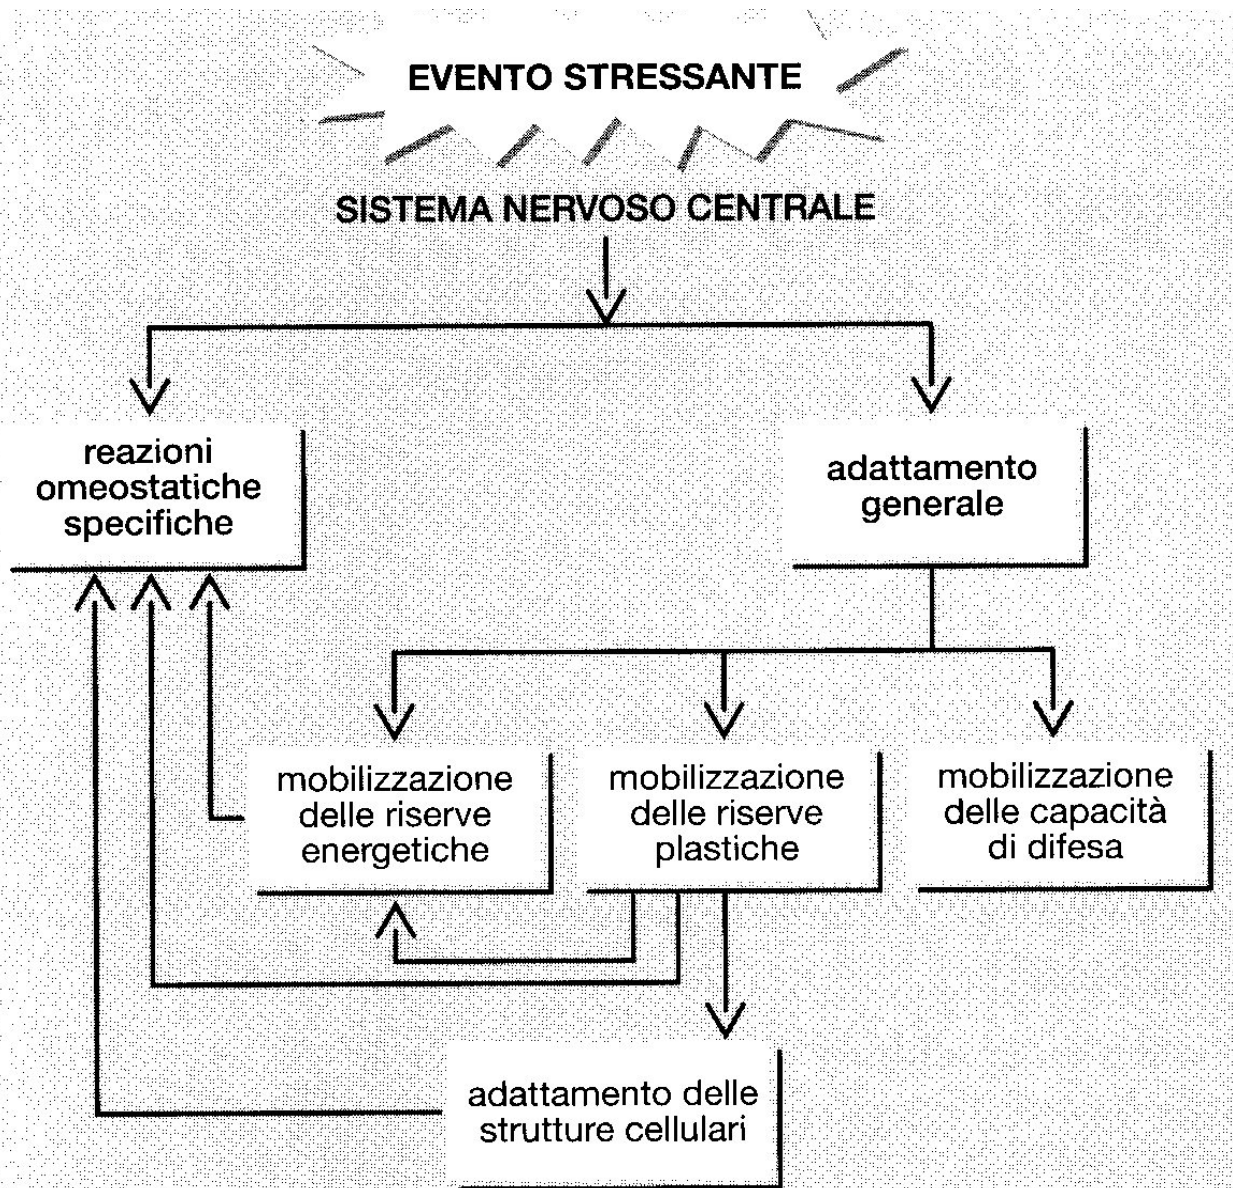 EVENTO STRESSANTE
SISTEMA NERVOSO CENTRALE
reazioni
omeostatiche
specifiche
adattamento
generale
mobilizzazione
delle riserve
energetiche
mobilizzazione
delle riserve
plastiche
mobilizzazione
delle capacità
di difesa
adattamento delle
strutture cellulari